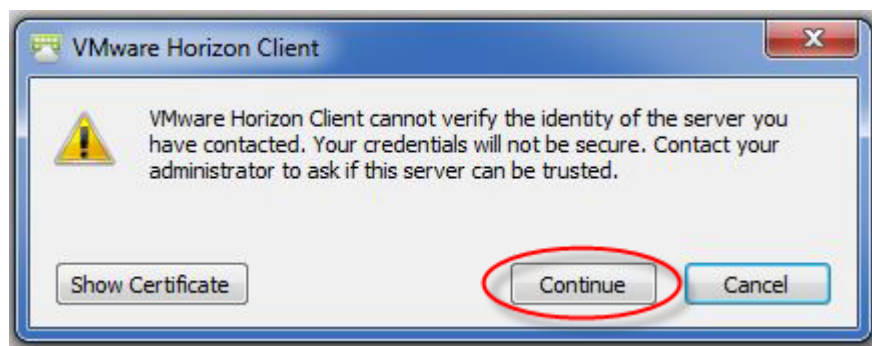 VMware Horizon Client
VMware Horizon Client cannot verify the identity of the server you
have contacted. Your credentials will not be secure. Contact your
administrator to ask if this server can be trusted.
Show Certificate Continue Cancel